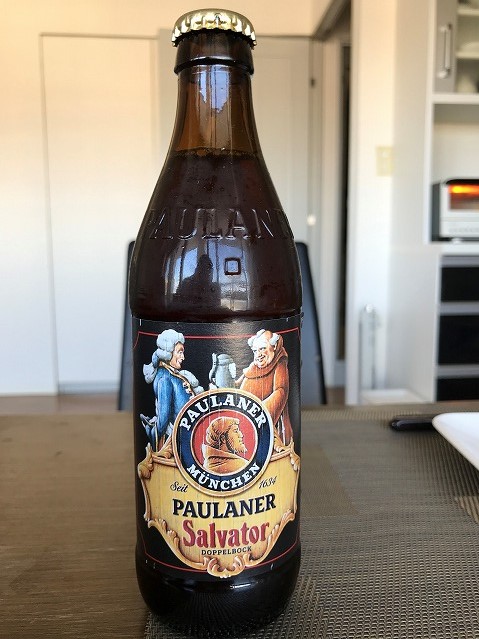 PAULANER
PAULANER
MÜNCHEN
Seit 1634
PAULANER
Salvator
DOPPELBOCK